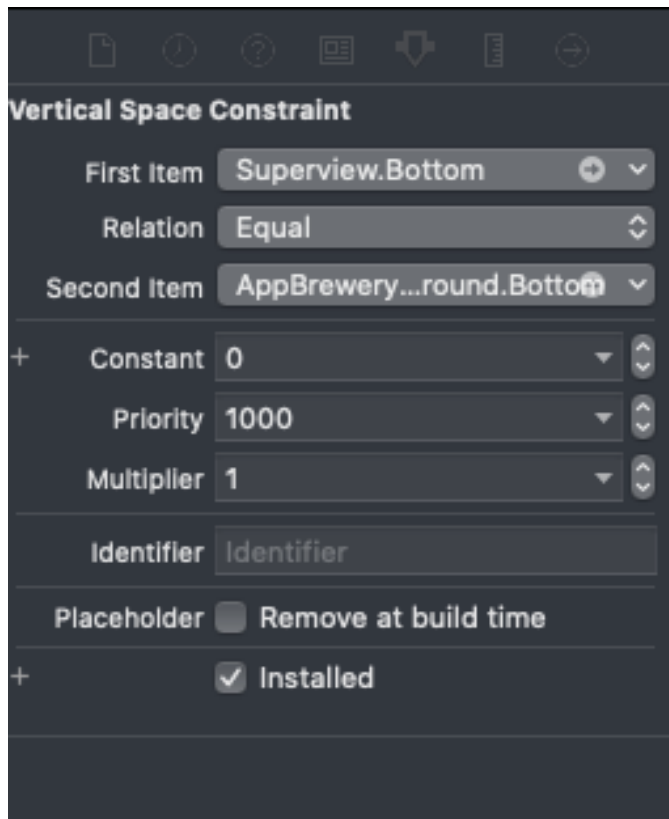 Vertical Space Constraint
First Item Superview.Bottom
Relation Equal
Second Item AppBrewery...round.Bottom
+ Constant 0
Priority 1000
Multiplier 1
Identifier Identifier
Placeholder Remove at build time
+ Installed